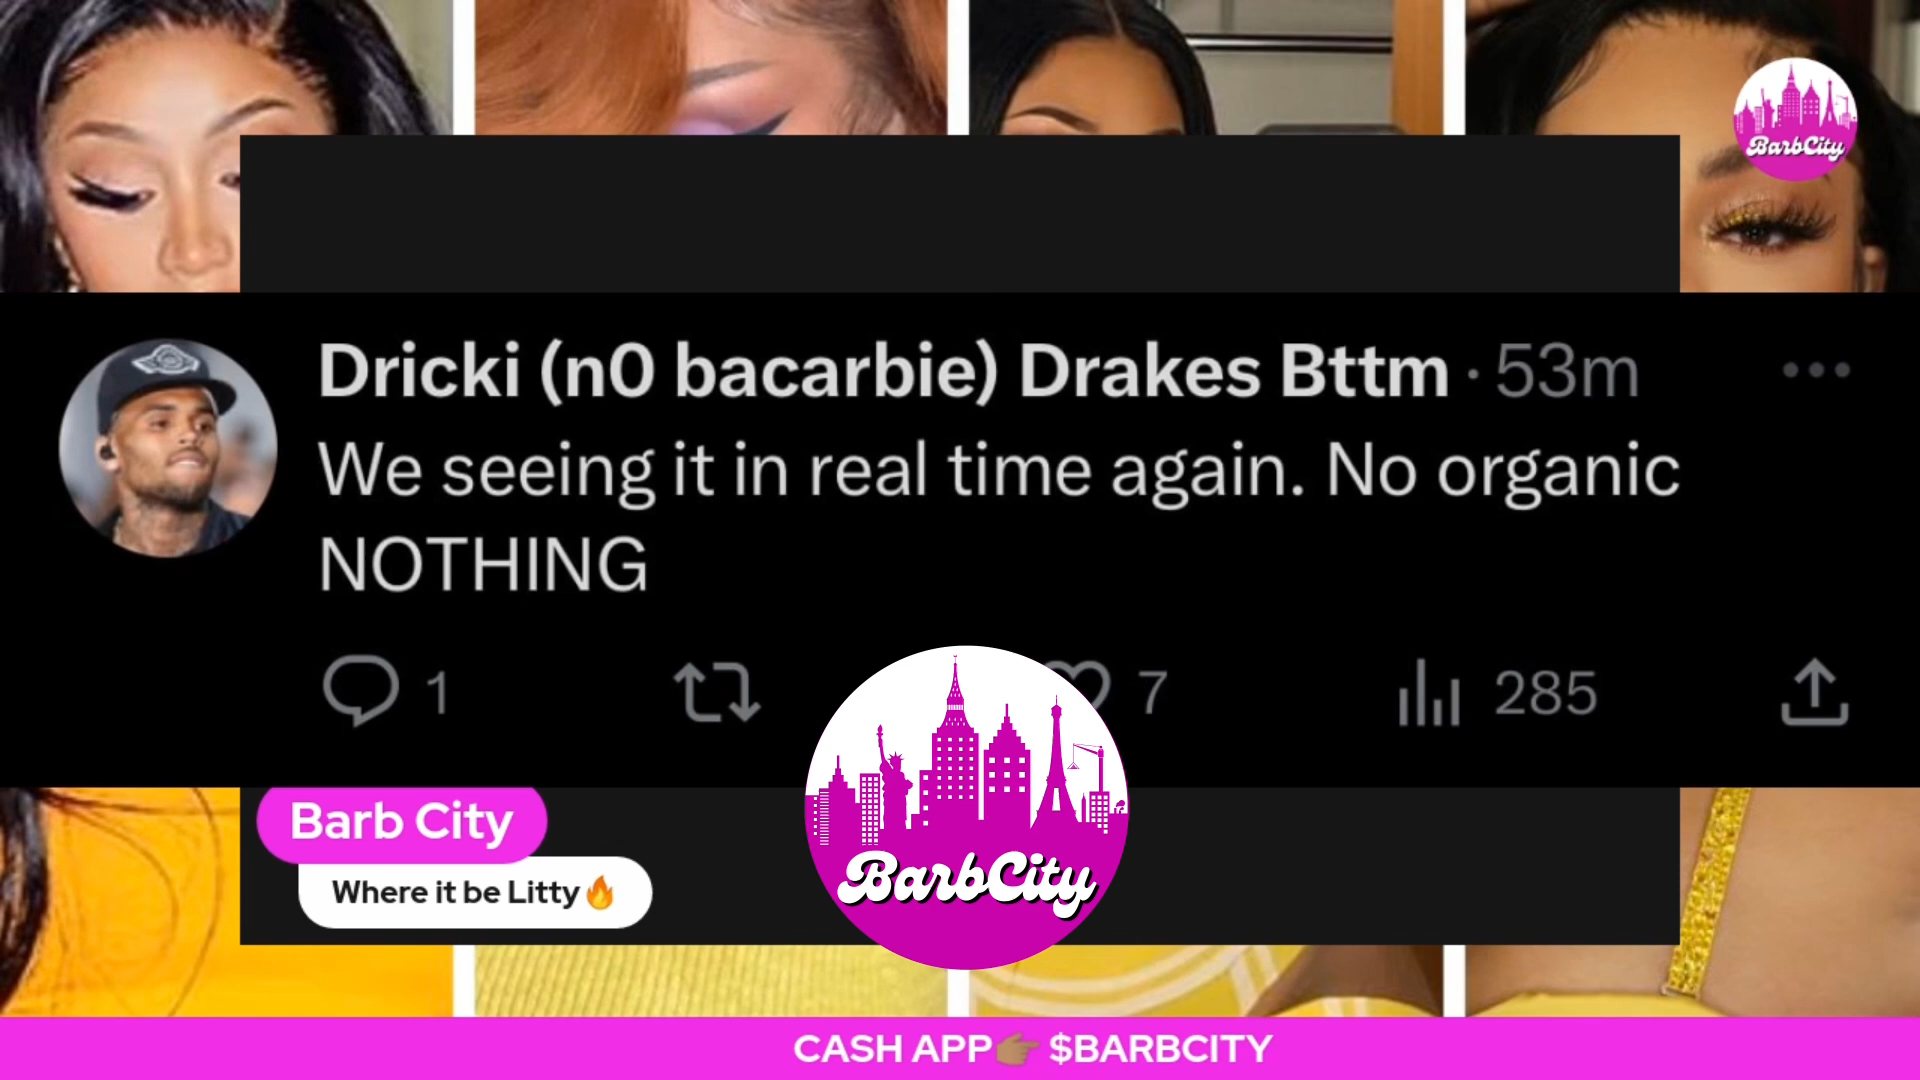 BarbCity
Dricki (n0 bacarbie) Drakes Bttm · 53m
We seeing it in real time again. No organic
NOTHING
1
7
285
Barb City
Where it be Litty🔥
BarbCity
CASH APP👉🏽 $BARBCITY